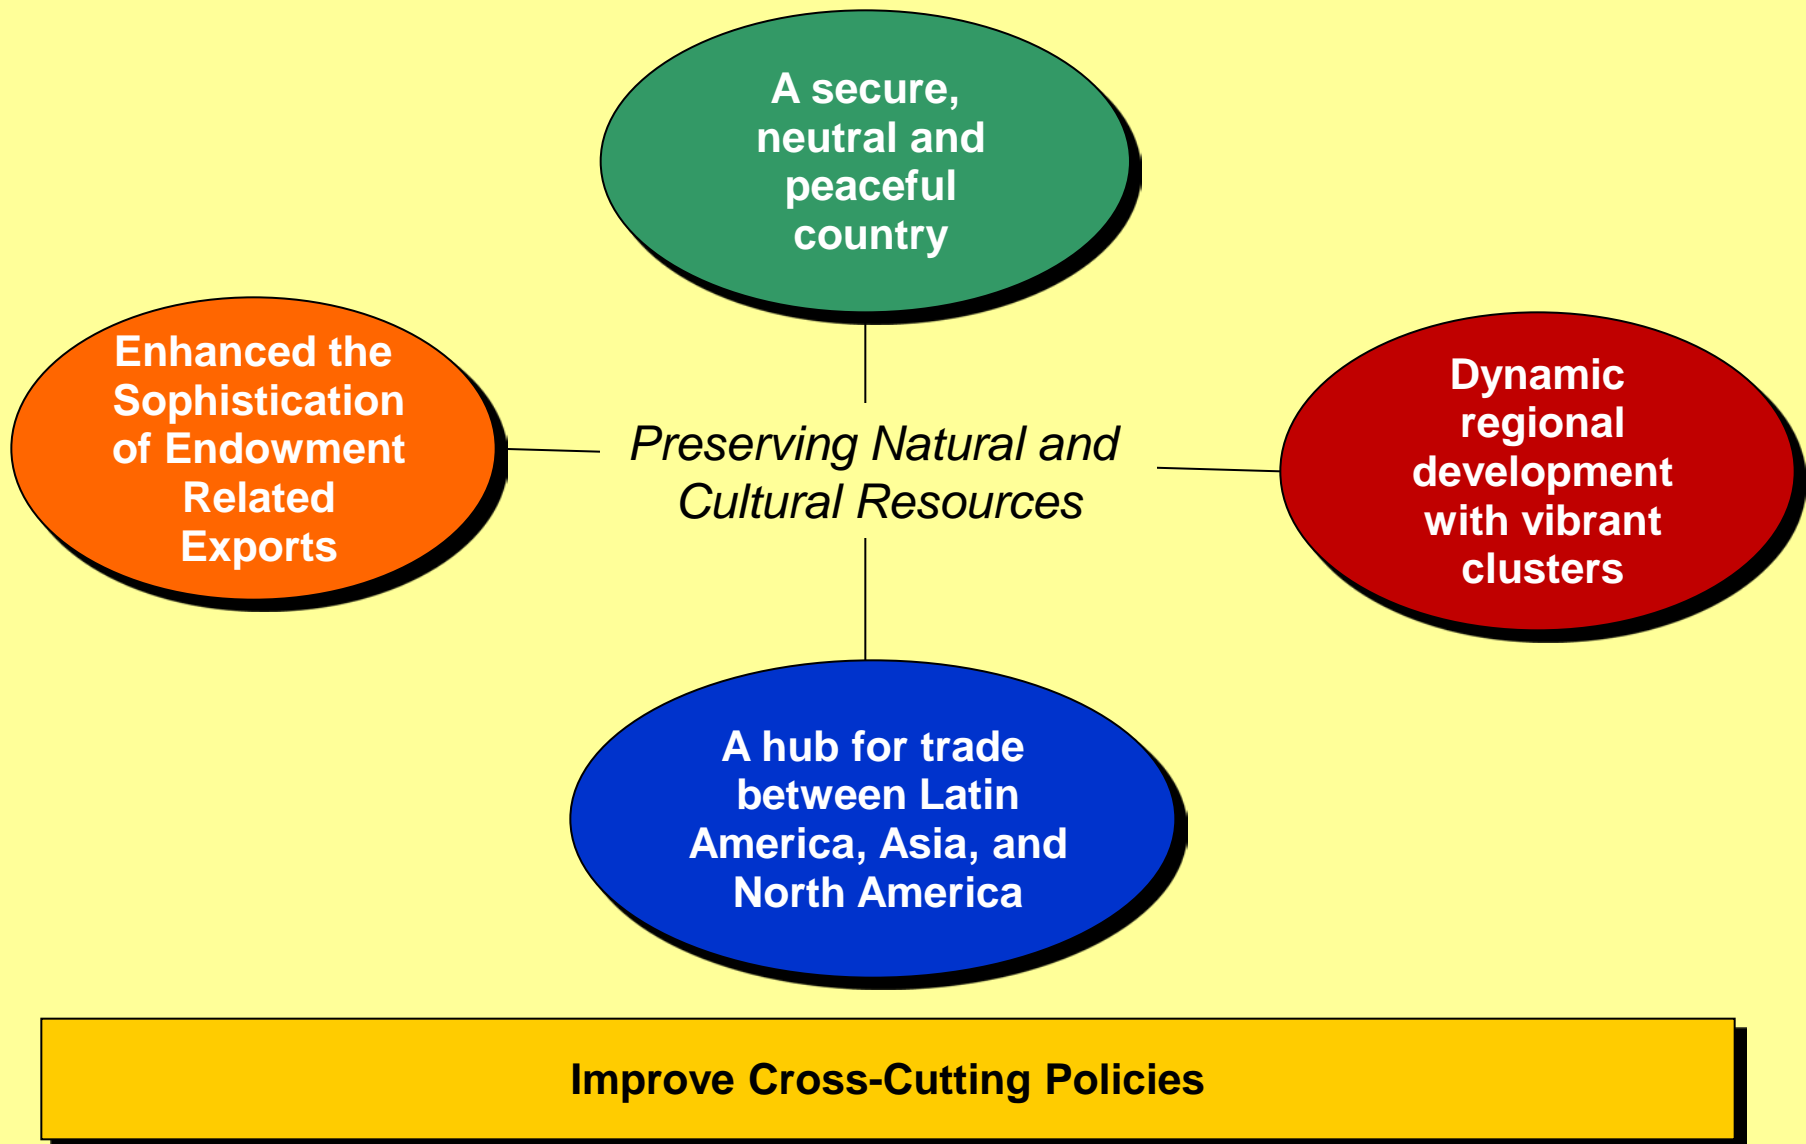 A secure,
neutral and
peaceful
country
Enhanced the
Sophistication
of Endowment
Related
Exports
Preserving Natural and
Cultural Resources
Dynamic
regional
development
with vibrant
clusters
A hub for trade
between Latin
America, Asia, and
North America
Improve Cross-Cutting Policies